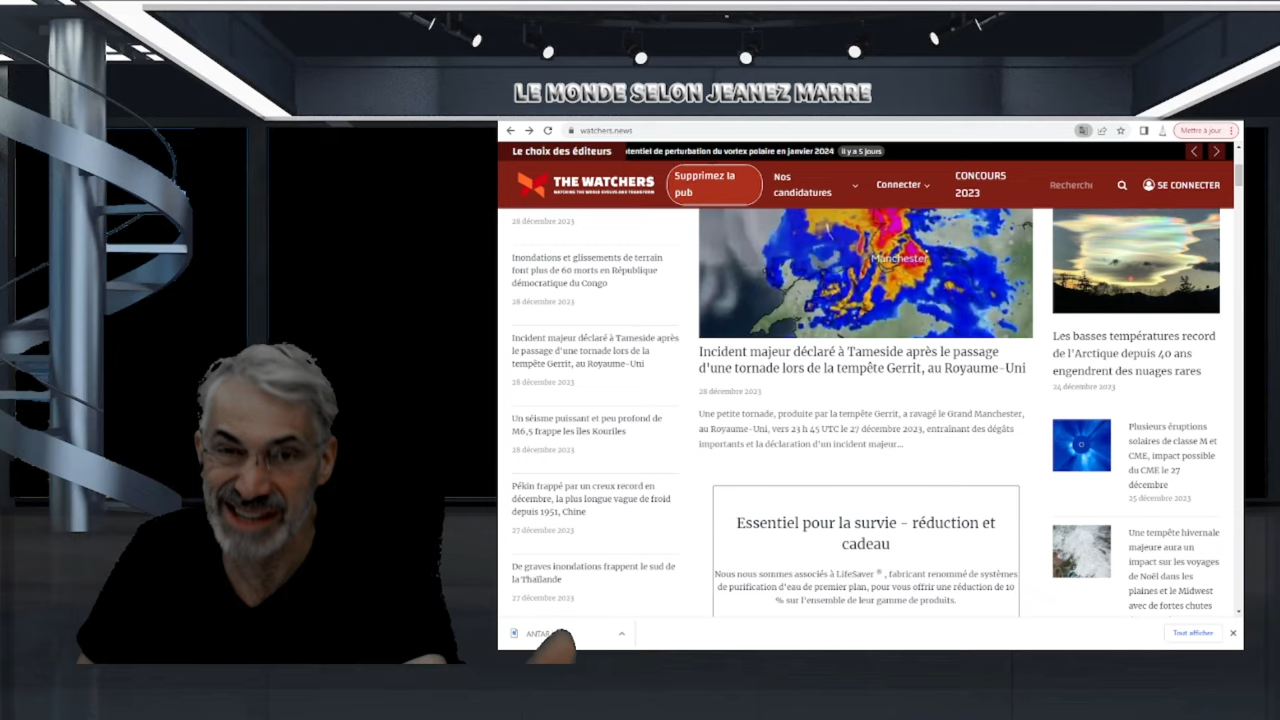 LE MONDE SELON JEANEZ MARRE
watchers.news
Mettre à jour
Le choix des éditeurs
otentiel de perturbation du vortex polaire en janvier 2024 il y a 5 jours
THE WATCHERS
WATCHING THE WORLD EVOLVE AND TRANSFORM
Supprimez la
pub
Nos
candidatures
Connecter
CONCOURS
2023
Recherche
SE CONNECTER
28 décembre 2023
Inondations et glissements de terrain
font plus de 60 morts en République
démocratique du Congo
28 décembre 2023
Incident majeur déclaré à Tameside après
le passage d'une tornade lors de la
tempête Gerrit, au Royaume-Uni
28 décembre 2023
Un séisme puissant et peu profond de
M6,5 frappe les îles Kouriles
28 décembre 2023
Pékin frappé par un creux record en
décembre, la plus longue vague de froid
depuis 1951, Chine
27 décembre 2023
De graves inondations frappent le sud de
la Thaïlande
27 décembre 2023
Manchester
Incident majeur déclaré à Tameside après le passage
d'une tornade lors de la tempête Gerrit, au Royaume-Uni
28 décembre 2023
Une petite tornade, produite par la tempête Gerrit, a ravagé le Grand Manchester,
au Royaume-Uni, vers 23 h 45 UTC le 27 décembre 2023, entraînant des dégâts
importants et la déclaration d'un incident majeur...
Essentiel pour la survie - réduction et
cadeau
Nous nous sommes associés à LifeSaver ® , fabricant renommé de systèmes
de purification d'eau de premier plan, pour vous offrir une réduction de 10
% sur l'ensemble de leur gamme de produits.
Les basses températures record
de l'Arctique depuis 40 ans
engendrent des nuages rares
24 décembre 2023
Plusieurs éruptions
solaires de classe M et
CME, impact possible
du CME le 27
décembre
25 décembre 2023
Une tempête hivernale
majeure aura un
impact sur les voyages
de Noël dans les
plaines et le Midwest
avec de fortes chutes
ANTAR
Tout afficher